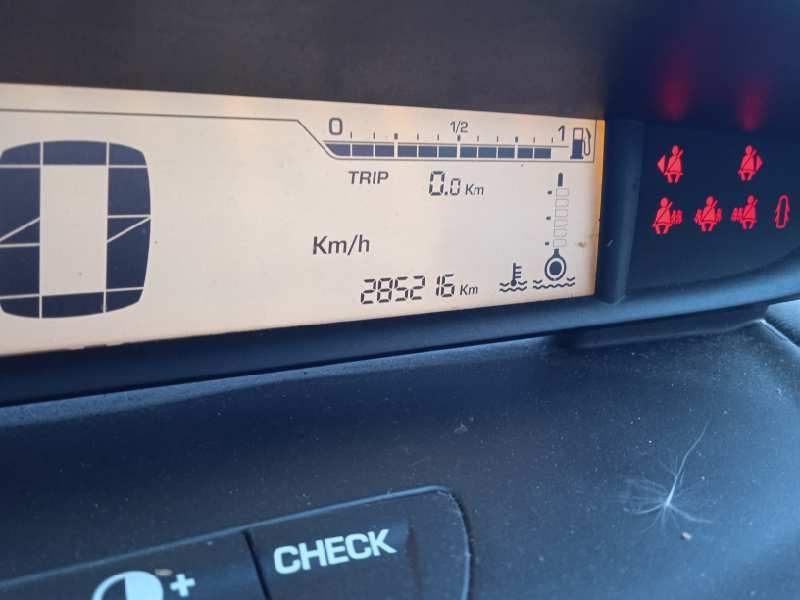 0 1/2 1
TRIP 0.0 Km
Km/h
285216 Km
CHECK
+